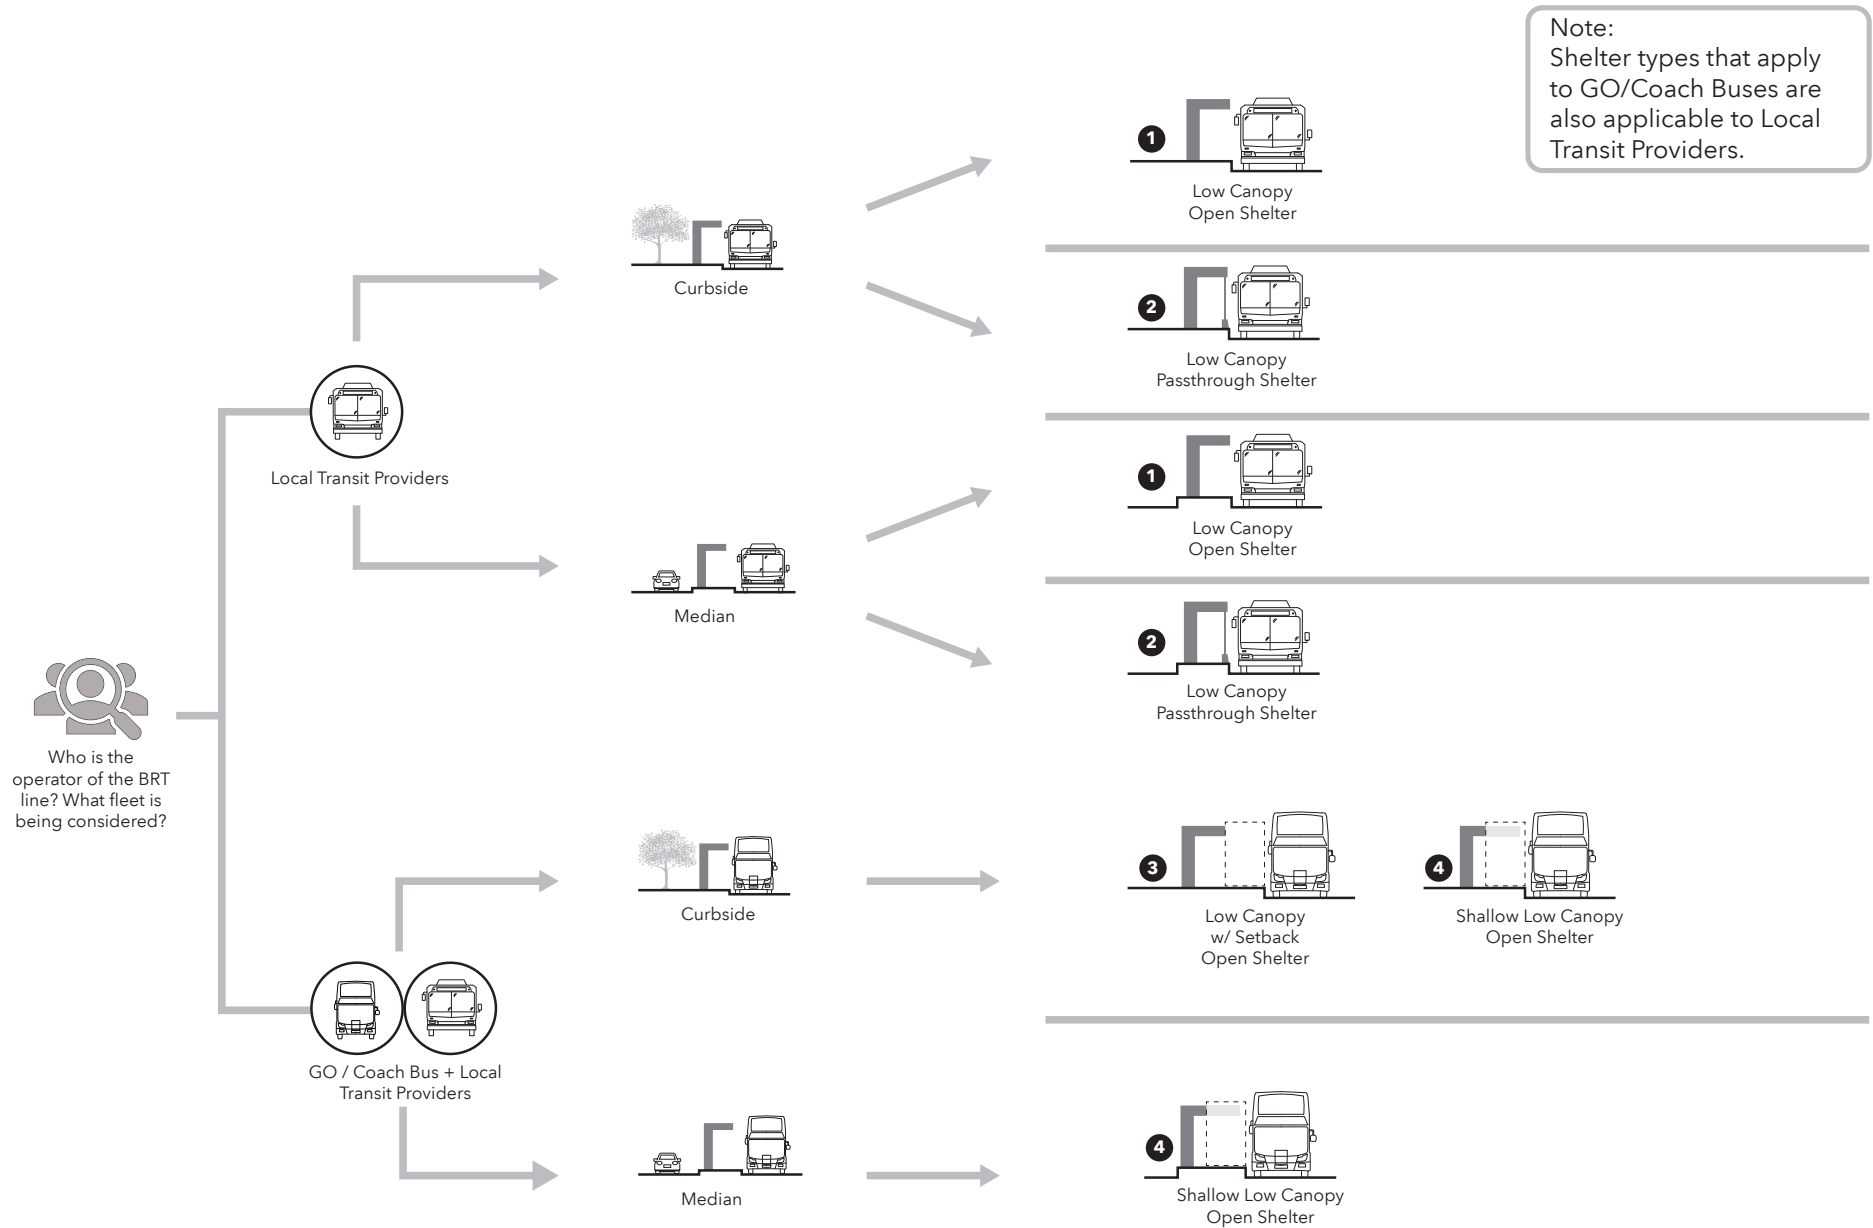 Note:
Shelter types that apply
to GO/Coach Buses are
also applicable to Local
Transit Providers.
1
Low Canopy
Open Shelter
Curbside
2
Low Canopy
Passthrough Shelter
Local Transit Providers
1
Low Canopy
Open Shelter
Median
2
Low Canopy
Passthrough Shelter
Who is the
operator of the BRT
line? What fleet is
being considered?
Curbside
3
Low Canopy
w/ Setback
Open Shelter
4
Shallow Low Canopy
Open Shelter
GO / Coach Bus + Local
Transit Providers
Median
4
Shallow Low Canopy
Open Shelter